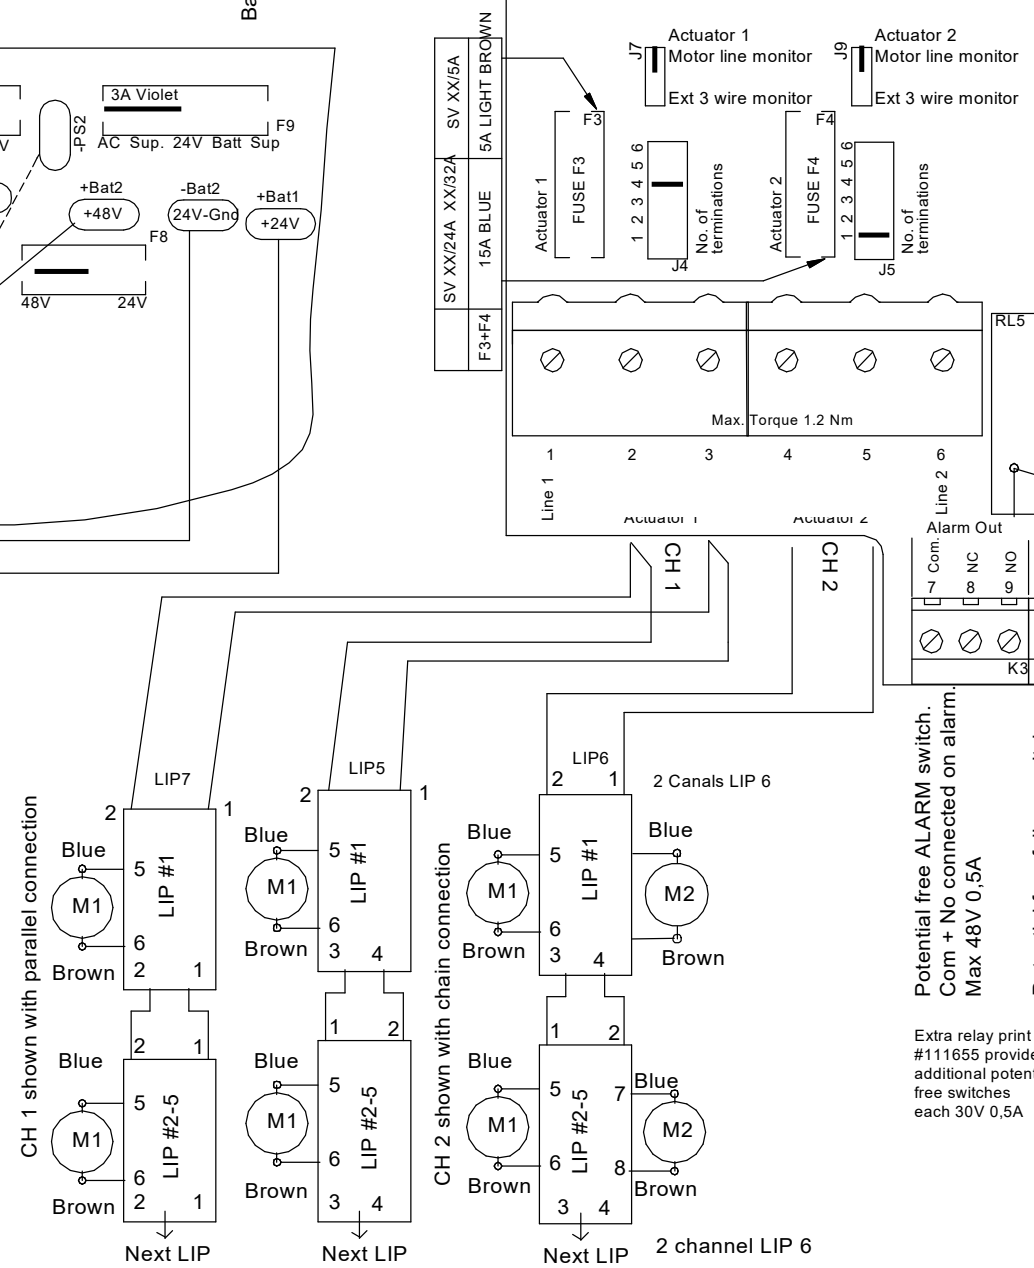 Ba
3A Violet
F9
-PS2
V
AC Sup. 24V Batt Sup
+Bat2
-Bat2
+Bat1
+48V
24V-Gnd
+24V
F8
48V
24V
SV XX/5A
5A LIGHT BROWN
SV XX/24A XX/32A
15A BLUE
F3+F4
J7
Actuator 1
Motor line monitor
Ext 3 wire monitor
J9
Actuator 2
Motor line monitor
Ext 3 wire monitor
F3
FUSE F3
Actuator 1
1 2 3 4 5 6
No. of
terminations
J4
F4
FUSE F4
Actuator 2
1 2 3 4 5 6
No. of
terminations
J5
RL5
Max. Torque 1.2 Nm
1 2 3 4 5 6
Line 1
Line 2
Actuator 1
Actuator 2
CH 1
CH 2
Alarm Out
Com.
NC
NO
7 8 9
K3
Potential free ALARM switch.
Com + No connected on alarm.
Max 48V 0,5A
Extra relay print
#111655 provide
additional potent
free switches
each 30V 0,5A
CH 1 shown with parallel connection
LIP7
2 1
Blue
5
M1
LIP #1
6
Brown
2 1
2 1
Blue
5
M1
LIP #2-5
6
Brown
2 1
Next LIP
LIP5
2 1
Blue
5
M1
LIP #1
6
Brown
3 4
1 2
Blue
5
M1
LIP #2-5
6
Brown
3 4
Next LIP
CH 2 shown with chain connection
LIP6
2 1
2 Canals LIP 6
Blue
Blue
5
M1
LIP #1
M2
6
Brown
Brown
3 4
1 2
Blue
Blue
5 7
M1
LIP #2-5
M2
6 8
Brown
Brown
3 4
Next LIP
2 channel LIP 6